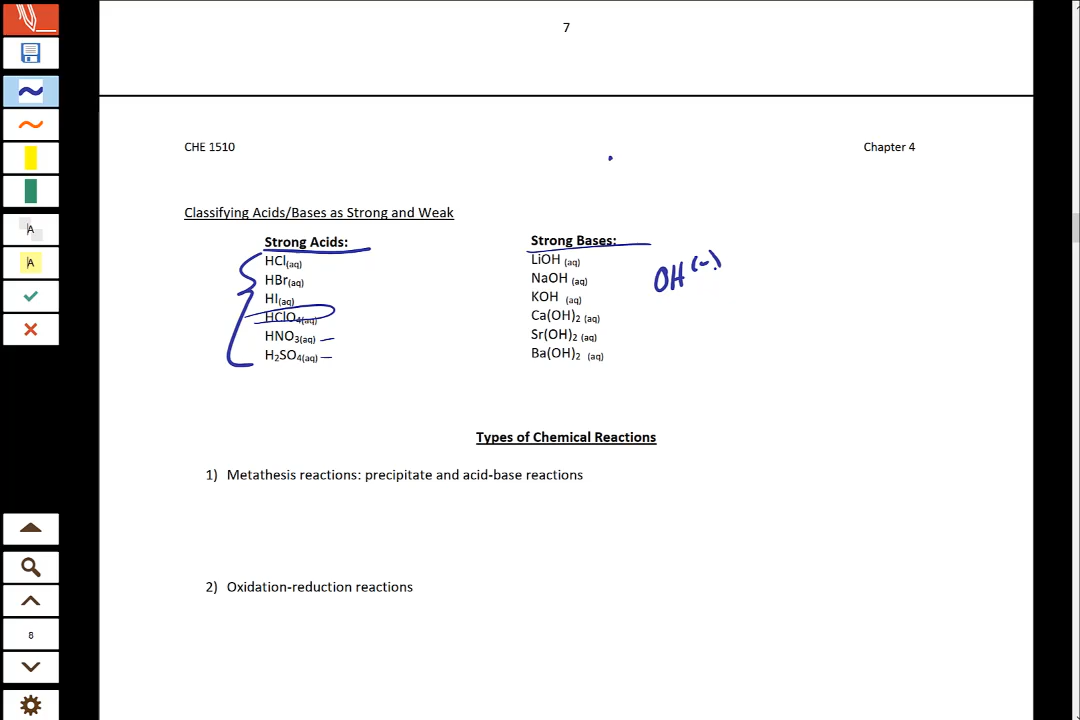 7
CHE 1510
Chapter 4
Classifying Acids/Bases as Strong and Weak
Strong Acids:
HCl(aq)
HBr(aq)
HI(aq)
HClO4(aq)
HNO3(aq)
H2SO4(aq)
Strong Bases:
LiOH (aq)
NaOH (aq)
KOH (aq)
Ca(OH)2 (aq)
Sr(OH)2 (aq)
Ba(OH)2 (aq)
OH(-)
Types of Chemical Reactions
1) Metathesis reactions: precipitate and acid-base reactions
2) Oxidation-reduction reactions
A
A
8